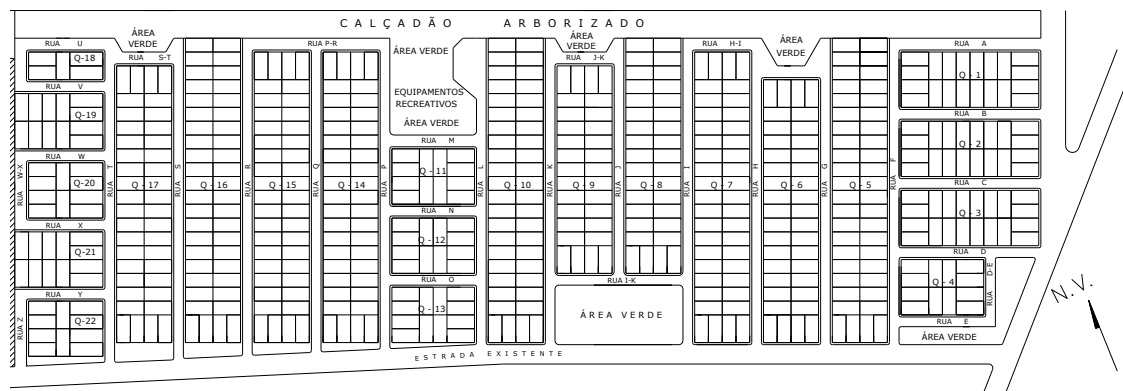 CALÇADÃO ARBORIZADO
RUA U
ÁREA
VERDE
RUA S-T
Q-18
RUA V
Q-19
RUA W
Q-20
RUA W-X
RUA X
Q-21
RUA Y
RUA Z
Q-22
RUA T
Q - 17
RUA S
Q - 16
RUA R
Q - 15
RUA P-R
RUA Q
Q - 14
RUA P
ÁREA VERDE
EQUIPAMENTOS
RECREATIVOS
ÁREA VERDE
RUA M
Q - 11
RUA N
Q - 12
RUA O
Q - 13
RUA L
Q - 10
RUA K
ÁREA
VERDE
RUA J-K
Q - 9
RUA J
Q - 8
RUA I
RUA I-K
ÁREA VERDE
RUA H-I
Q - 7
RUA H
ÁREA
VERDE
Q - 6
RUA G
Q - 5
RUA F
RUA A
Q - 1
RUA B
Q - 2
RUA C
Q - 3
RUA D
Q - 4
RUA D-E
RUA E
ÁREA VERDE
ESTRADA EXISTENTE
N.V.